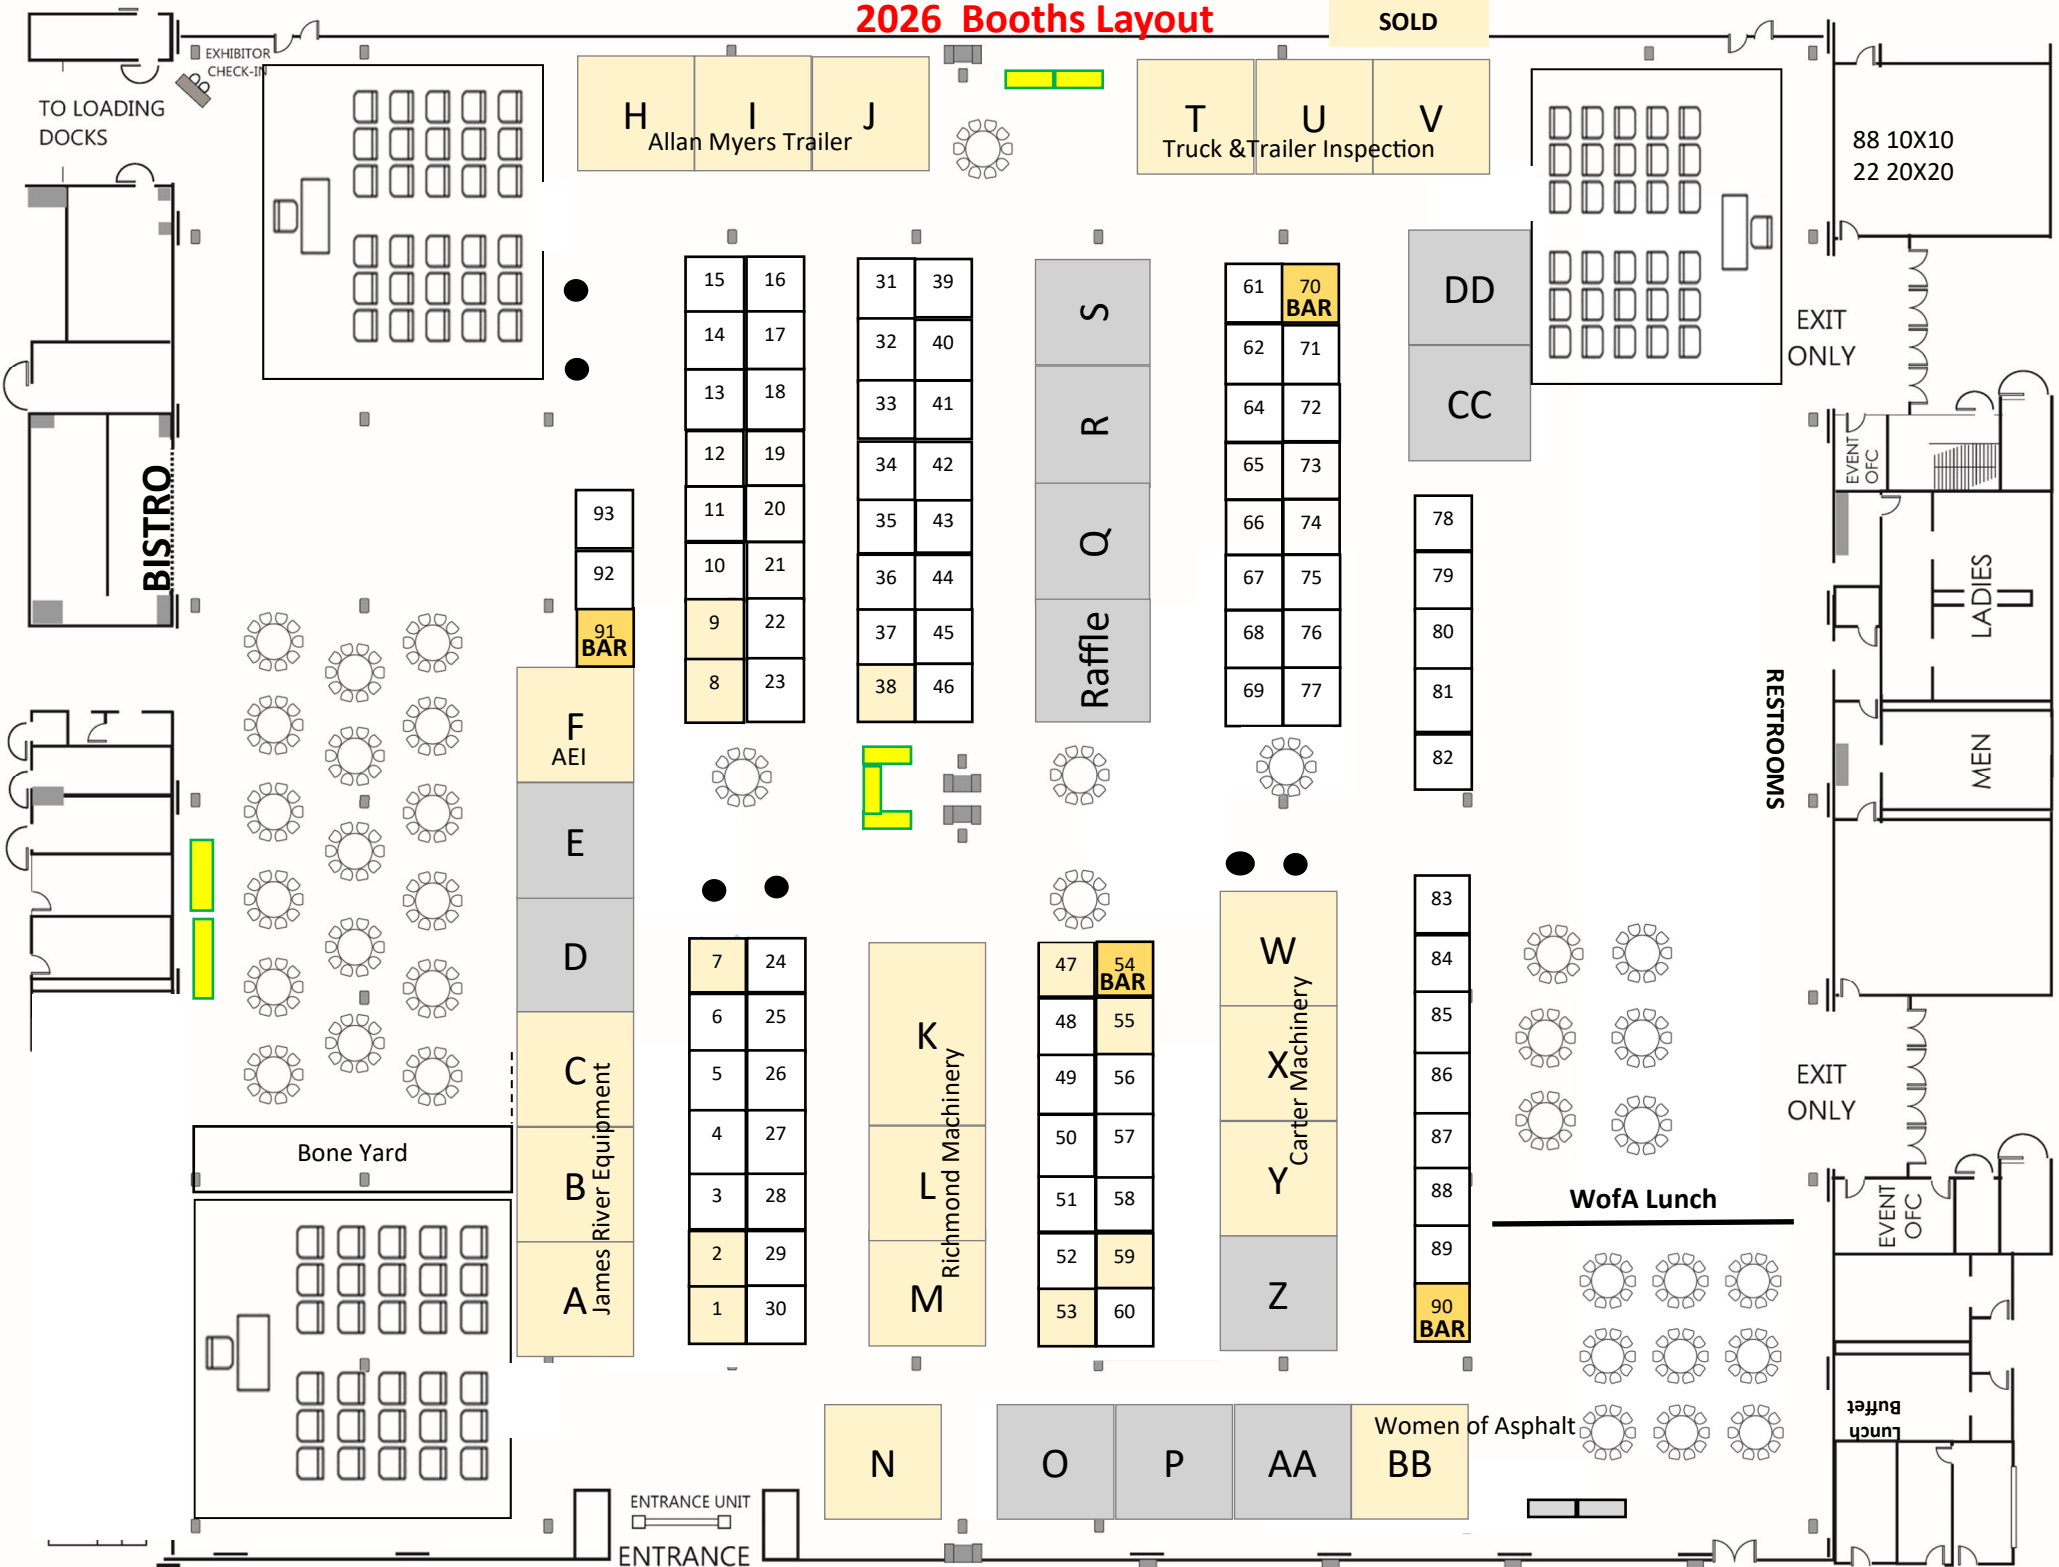 2026 Booths Layout
SOLD
EXHIBITOR
CHECK-IN
TO LOADING
DOCKS
H
I
J
Allan Myers Trailer
T
U
V
Truck &Trailer Inspection
88 10X10
22 20X20
15
16
31
39
S
61
70
BAR
DD
14
17
32
40
62
71
EXIT
ONLY
13
18
33
41
R
64
72
CC
12
19
34
42
65
73
EVENT
OFC
BISTRO
93
11
20
35
43
Q
66
74
78
92
10
21
36
44
67
75
79
LADIES
91
BAR
9
22
37
45
Raffle
68
76
80
8
23
38
46
69
77
81
RESTROOMS
F
AEI
82
MEN
E
83
D
7
24
K
47
54
BAR
W
84
6
25
48
55
85
C
5
26
49
56
X
86
EXIT
ONLY
James River Equipment
Richmond Machinery
Carter Machinery
Bone Yard
4
27
50
57
87
B
3
28
L
51
58
Y
88
WofA Lunch
EVENT
OFC
2
29
52
59
89
A
1
30
M
53
60
Z
90
BAR
Lunch
Buffet
Women of Asphalt
N
O
P
AA
BB
ENTRANCE UNIT
ENTRANCE